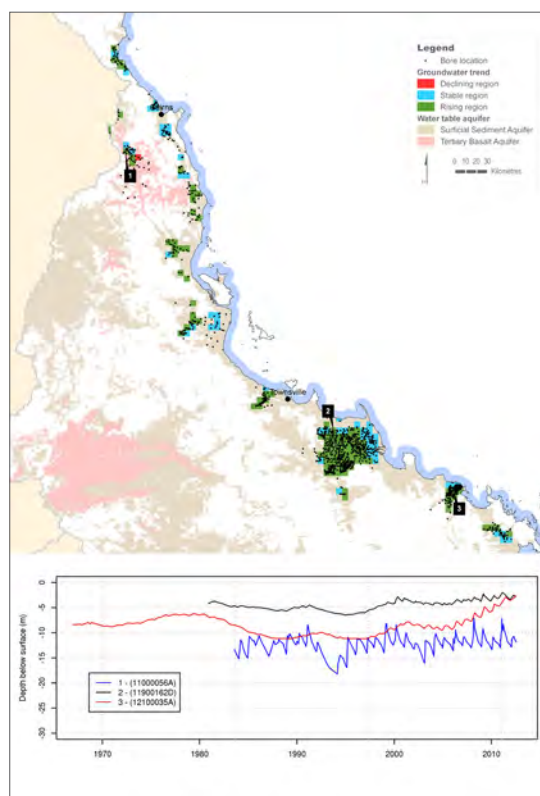 Legend
Bore location
Groundwater trend
Declining region
Stable region
Rising region
Water table aquifer
Surficial Sediment Aquifer
Tertiary Basalt Aquifer
0 10 20 30
Kilometres
Cairns
1
Townsville
2
3
Depth below surface (m)
0
-5
-10
-15
-20
-25
-30
1 - (11000056A)
2 - (11900162D)
3 - (12100035A)
1970
1980
1990
2000
2010